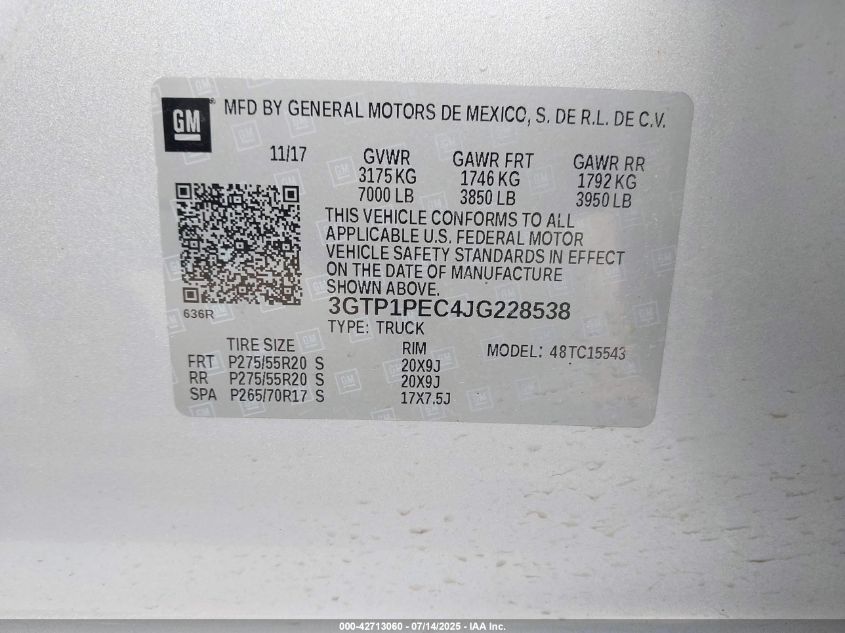 GM
MFD BY GENERAL MOTORS DE MEXICO, S. DE R.L. DE C.V.
11/17 GVWR GAWR FRT GAWR RR
3175 KG 1746 KG 1792 KG
7000 LB 3850 LB 3950 LB
THIS VEHICLE CONFORMS TO ALL
APPLICABLE U.S. FEDERAL MOTOR
VEHICLE SAFETY STANDARDS IN EFFECT
ON THE DATE OF MANUFACTURE
SHOWN ABOVE.
636R
3GTP1PEC4JG228538
TYPE: TRUCK
TIRE SIZE RIM MODEL: 48TC15543
FRT P275/55R20 S 20X9J
RR P275/55R20 S 20X9J
SPA P265/70R17 S 17X7.5J
000-42713060 - 07/14/2025 - IAA Inc.